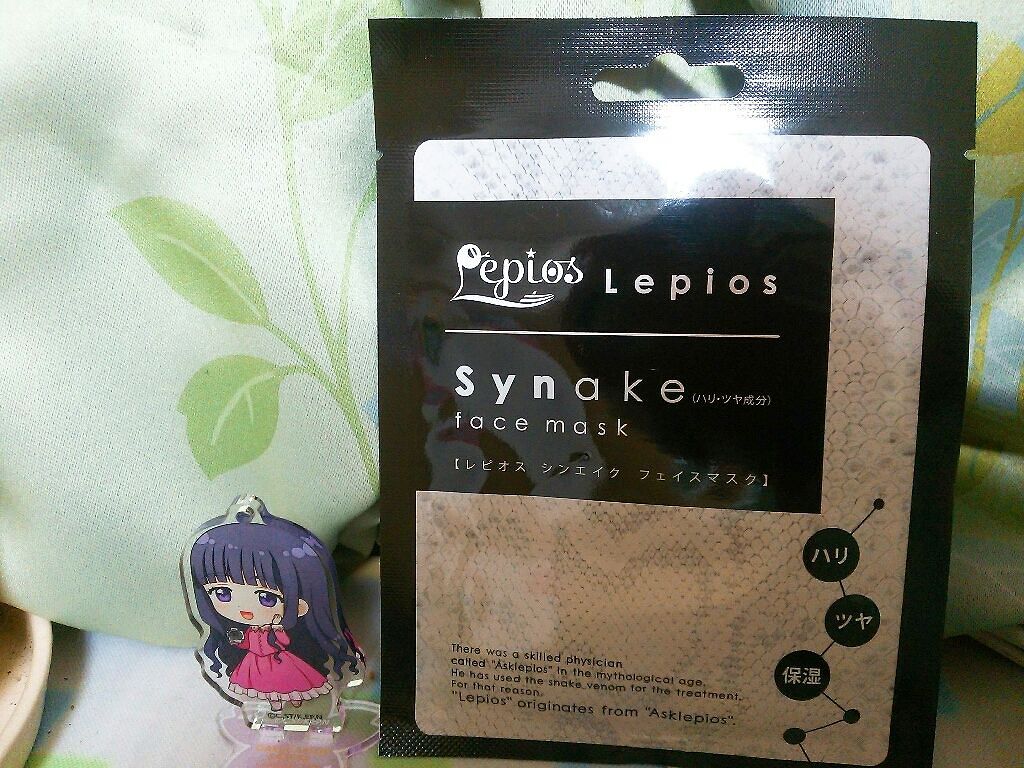 Lepios Lepios
Synake (ハリ・ツヤ成分)
face mask
【レピオス シンエイク フェイスマスク】
ハリ
ツヤ
保湿
There was a skilled physician
called "Asklepios" in the mythological age.
He has used the snake venom for the treatment.
For that reason,
"Lepios" originates from "Asklepios".